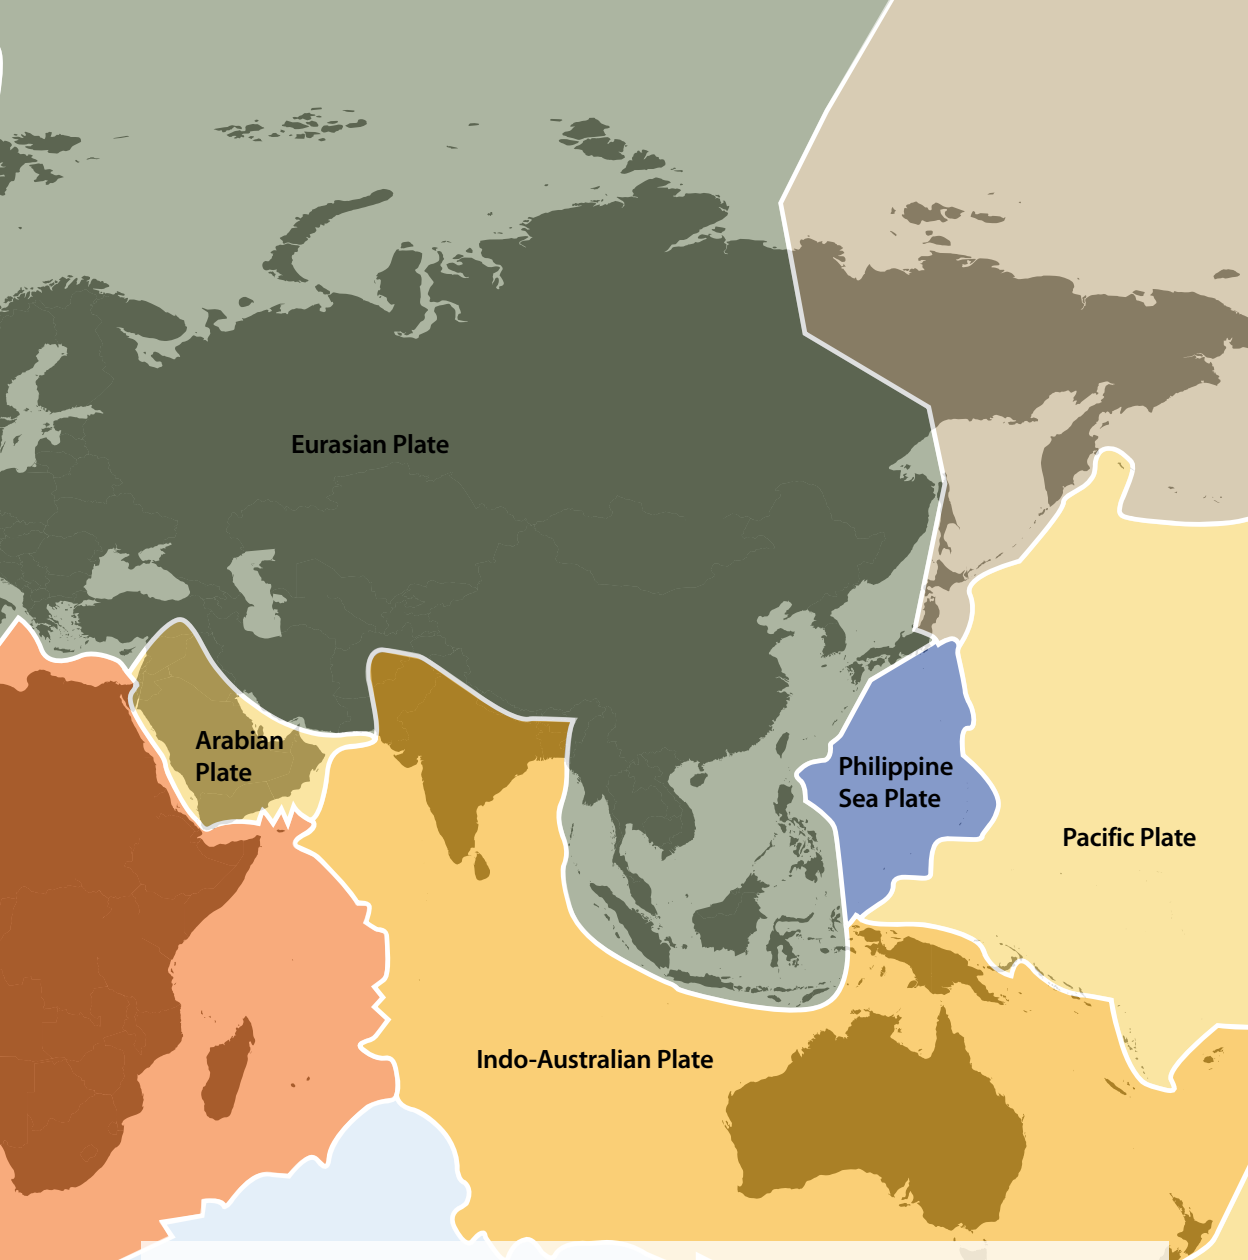 Eurasian Plate
Arabian
Plate
Philippine
Sea Plate
Pacific Plate
Indo-Australian Plate